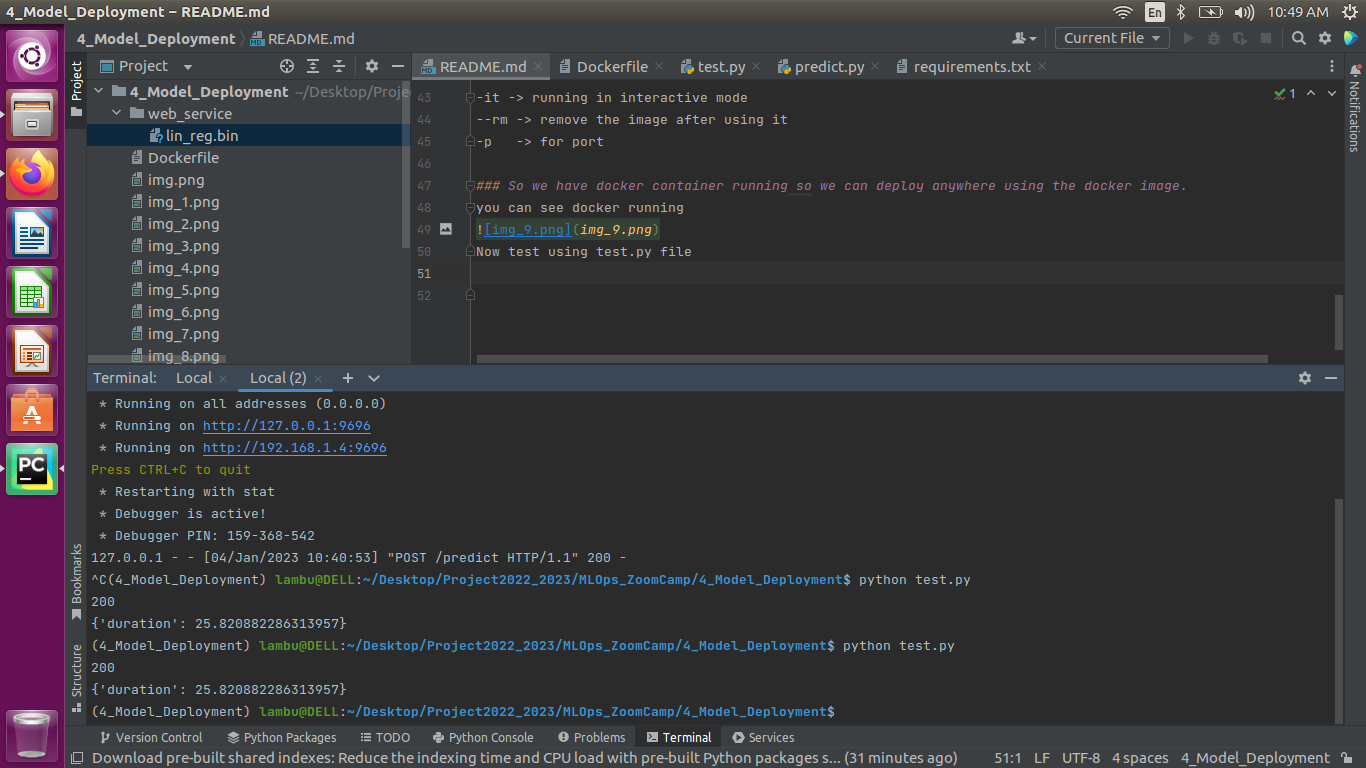 4_Model_Deployment – README.md
En
10:49 AM
4_Model_Deployment
README.md
Current File
Project
Project
README.md
Dockerfile
test.py
predict.py
requirements.txt
Notifications
4_Model_Deployment ~/Desktop/Proje
web_service
lin_reg.bin
Dockerfile
img.png
img_1.png
img_2.png
img_3.png
img_4.png
img_5.png
img_6.png
img_7.png
img_8.png
1
43 -it -> running in interactive mode
44 --rm -> remove the image after using it
45 -p   -> for port
46
47 ### So we have docker container running so we can deploy anywhere using the docker image.
48 you can see docker running
49 ![img_9.png](img_9.png)
50 Now test using test.py file
51
52
Terminal: Local Local (2)
* Running on all addresses (0.0.0.0)
* Running on http://127.0.0.1:9696
* Running on http://192.168.1.4:9696
Press CTRL+C to quit
* Restarting with stat
* Debugger is active!
* Debugger PIN: 159-368-542
127.0.0.1 - - [04/Jan/2023 10:40:53] "POST /predict HTTP/1.1" 200 -
^C(4_Model_Deployment) lambu@DELL:~/Desktop/Project2022_2023/MLOps_ZoomCamp/4_Model_Deployment$ python test.py
200
{'duration': 25.820882286313957}
(4_Model_Deployment) lambu@DELL:~/Desktop/Project2022_2023/MLOps_ZoomCamp/4_Model_Deployment$ python test.py
200
{'duration': 25.820882286313957}
(4_Model_Deployment) lambu@DELL:~/Desktop/Project2022_2023/MLOps_ZoomCamp/4_Model_Deployment$
Bookmarks
Structure
PC
Version Control
Python Packages
TODO
Python Console
Problems
Terminal
Services
Download pre-built shared indexes: Reduce the indexing time and CPU load with pre-built Python packages s... (31 minutes ago)
51:1 LF UTF-8 4 spaces 4_Model_Deployment